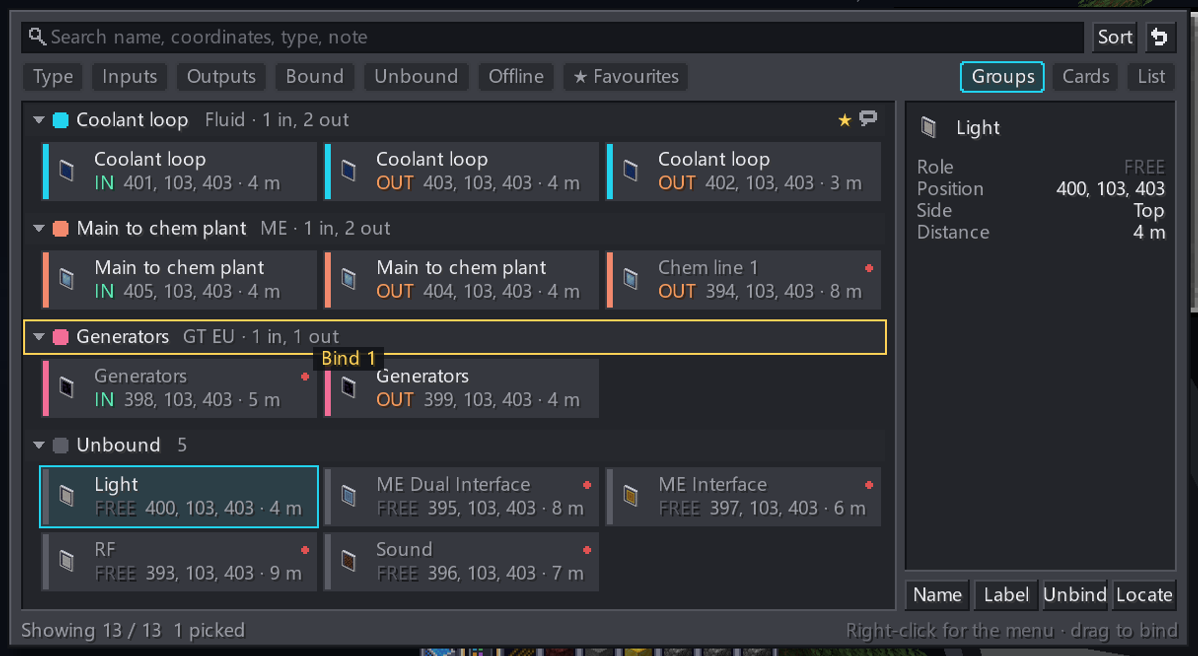 Search name, coordinates, type, note
Sort
Type Inputs Outputs Bound Unbound Offline ★ Favourites Groups Cards List
Coolant loop Fluid · 1 in, 2 out
Coolant loop
IN 401, 103, 403 · 4 m
Coolant loop
OUT 403, 103, 403 · 4 m
Coolant loop
OUT 402, 103, 403 · 3 m
Main to chem plant ME · 1 in, 2 out
Main to chem plant
IN 405, 103, 403 · 4 m
Main to chem plant
OUT 404, 103, 403 · 4 m
Chem line 1
OUT 394, 103, 403 · 8 m
Generators GT EU · 1 in, 1 out
Bind 1
Generators
IN 398, 103, 403 · 5 m
Generators
OUT 399, 103, 403 · 4 m
Unbound 5
Light
FREE 400, 103, 403 · 4 m
ME Dual Interface
FREE 395, 103, 403 · 8 m
ME Interface
FREE 397, 103, 403 · 6 m
RF
FREE 393, 103, 403 · 9 m
Sound
FREE 396, 103, 403 · 7 m
Light
Role FREE
Position 400, 103, 403
Side Top
Distance 4 m
Name Label Unbind Locate
Showing 13 / 13 1 picked
Right-click for the menu · drag to bind